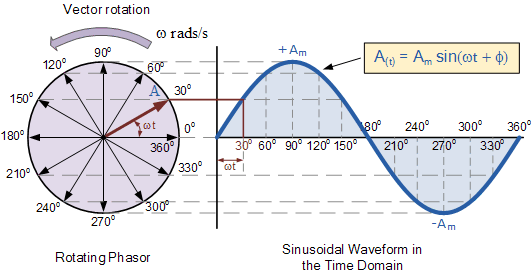 Vector rotation
ω rads/s
+Aₘ
A₍ₜ₎ = Aₘ sin(ωt + ϕ)
90°
120°
60°
A
30°
150°
ωt
180°
0°
360°
210°
330°
240°
300°
270°
30° 60° 90° 120° 150°
180°
240°
300°
360°
210°
270°
330°
ωt
-Aₘ
Rotating Phasor
Sinusoidal Waveform in
the Time Domain